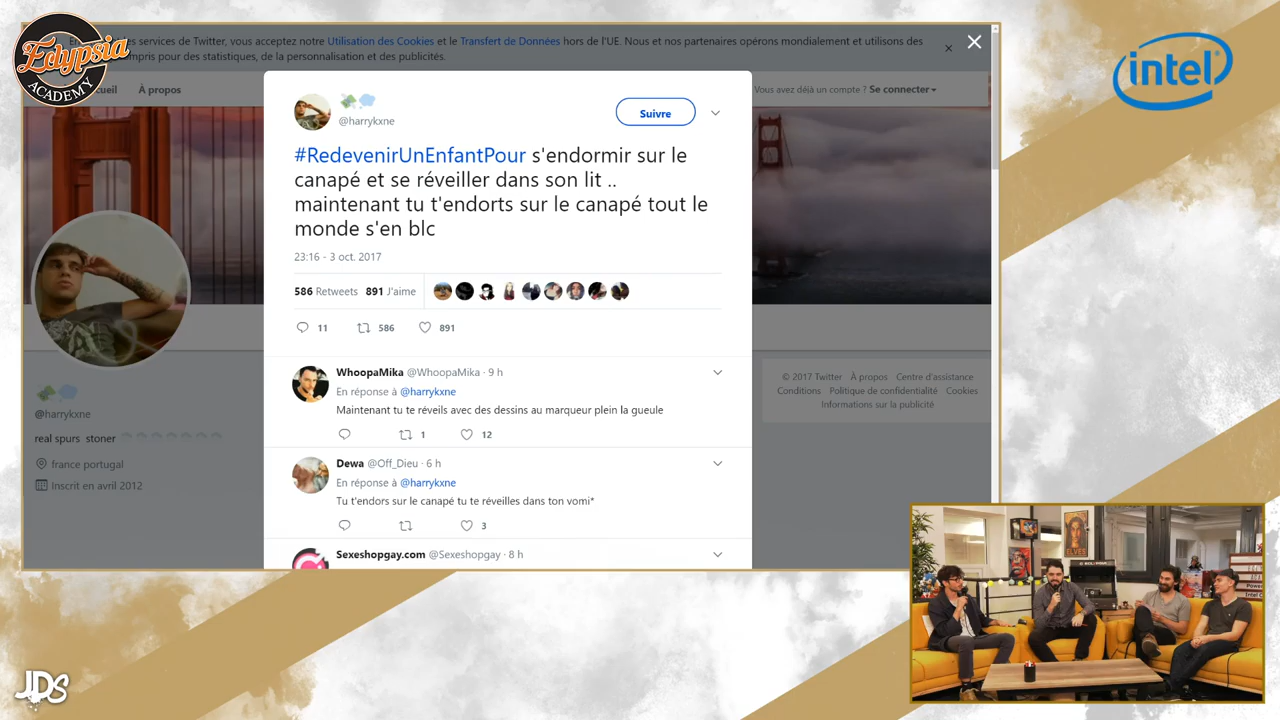 Edypsia
ACADEMY
es services de Twitter, vous acceptez notre Utilisation des Cookies et le Transfert de Données hors de l'UE. Nous et nos partenaires opérons mondialement et utilisons des
mpris pour des statistiques, de la personnalisation et des publicités.
intel
cueil À propos
Vous avez déjà un compte ? Se connecter
@harrykxne
Suivre
#RedevenirUnEnfantPour s'endormir sur le
canapé et se réveiller dans son lit ..
maintenant tu t'endorts sur le canapé tout le
monde s'en blc
23:16 - 3 oct. 2017
586 Retweets 891 J'aime
11 586 891
WhoopaMika @WhoopaMika · 9 h
En réponse à @harrykxne
Maintenant tu te réveils avec des dessins au marqueur plein la gueule
1 12
Dewa @Off_Dieu · 6 h
En réponse à @harrykxne
Tu t'endors sur le canapé tu te réveilles dans ton vomi*
3
Sexeshopgay.com @Sexeshopgay · 8 h
@harrykxne
real spurs stoner
france portugal
Inscrit en avril 2012
© 2017 Twitter À propos Centre d'assistance
Conditions Politique de confidentialité Cookies
Informations sur la publicité
ELVES
JDS